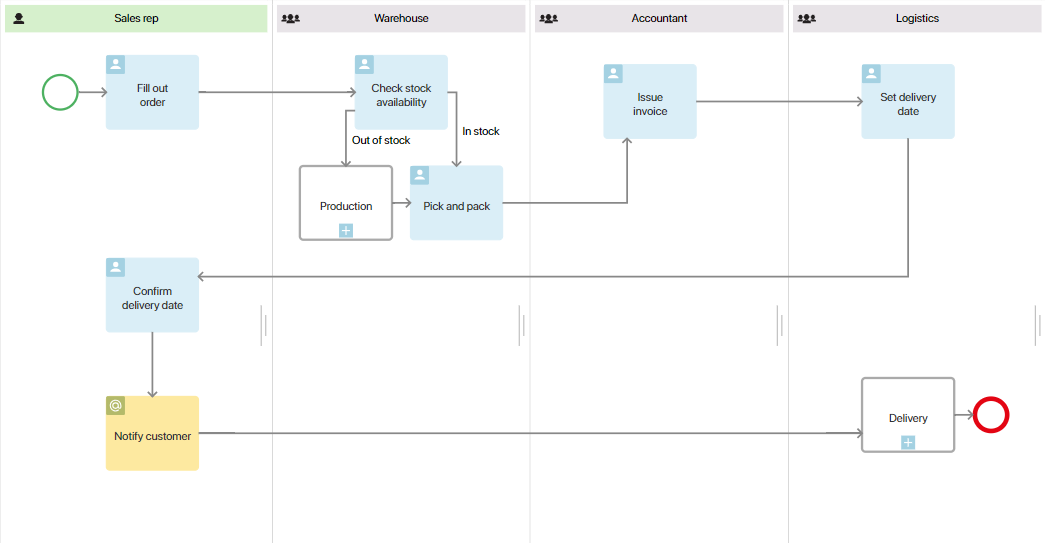 Sales rep
Warehouse
Accountant
Logistics
Fill out
order
Check stock
availability
Issue
invoice
Set delivery
date
Out of stock
In stock
Production
Pick and pack
Confirm
delivery date
Notify customer
Delivery